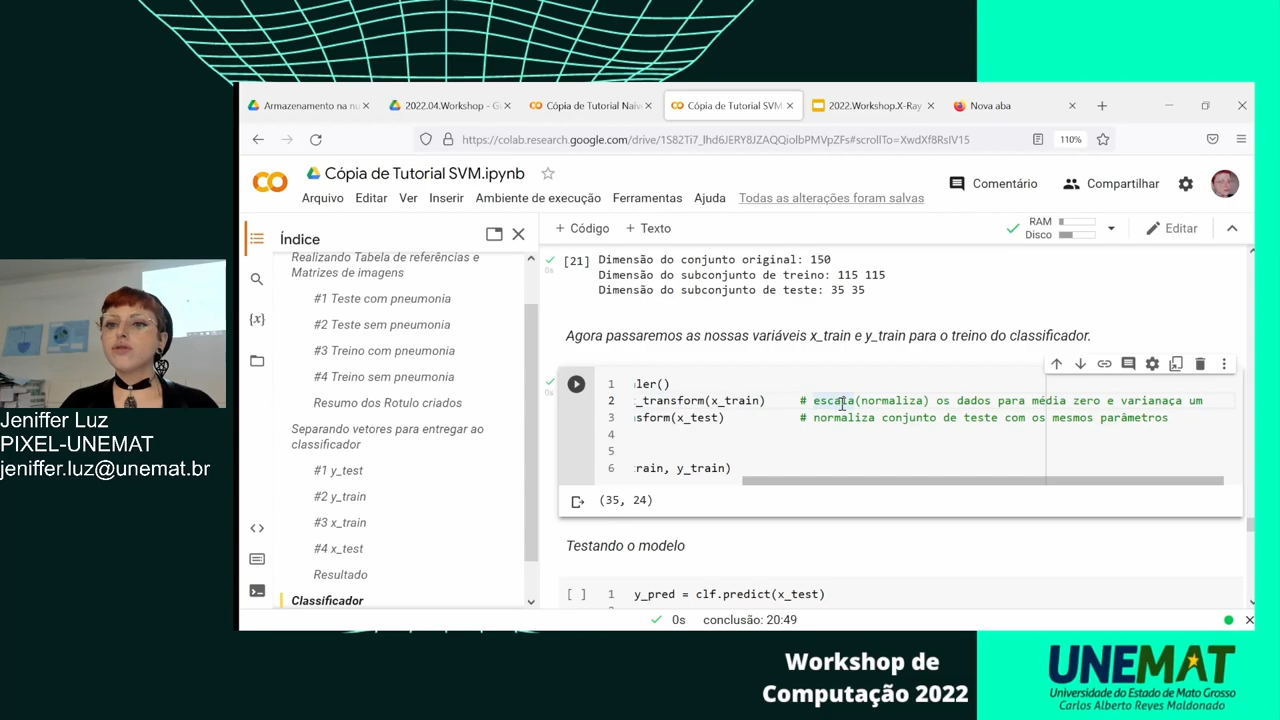 Armazenamento na nu
2022.04.Workshop - G
Cópia de Tutorial Naiv
Cópia de Tutorial SVM
2022.Workshop.X-Ray
Nova aba
https://colab.research.google.com/drive/1S82Ti7_lhd6JERY8JZAQQiolbPMVpZFs#scrollTo=XwdXf8RsIV15
110%
Cópia de Tutorial SVM.ipynb
Comentário
Compartilhar
Arquivo Editar Ver Inserir Ambiente de execução Ferramentas Ajuda Todas as alterações foram salvas
Índice
+ Código + Texto
RAM
Disco
Editar
Realizando Tabela de referências e
Matrizes de imagens
#1 Teste com pneumonia
#2 Teste sem pneumonia
#3 Treino com pneumonia
#4 Treino sem pneumonia
Resumo dos Rotulo criados
Separando vetores para entregar ao
classificador
#1 y_test
#2 y_train
#3 x_train
#4 x_test
Resultado
Classificador
{x}
0s
[21] Dimensão do conjunto original: 150
Dimensão do subconjunto de treino: 115 115
Dimensão do subconjunto de teste: 35 35
Agora passaremos as nossas variáveis x_train e y_train para o treino do classificador.
0s
1 ler()
2 _transform(x_train) # escala(normaliza) os dados para média zero e varianaça um
3 nsform(x_test) # normaliza conjunto de teste com os mesmos parâmetros
4
5
6 rain, y_train)
(35, 24)
Testando o modelo
[ ] 1 y_pred = clf.predict(x_test)
0s conclusão: 20:49
Jeniffer Luz
PIXEL-UNEMAT
jeniffer.luz@unemat.br
Workshop de
Computação 2022
UNEMAT
Universidade do Estado de Mato Grosso
Carlos Alberto Reyes Maldonado